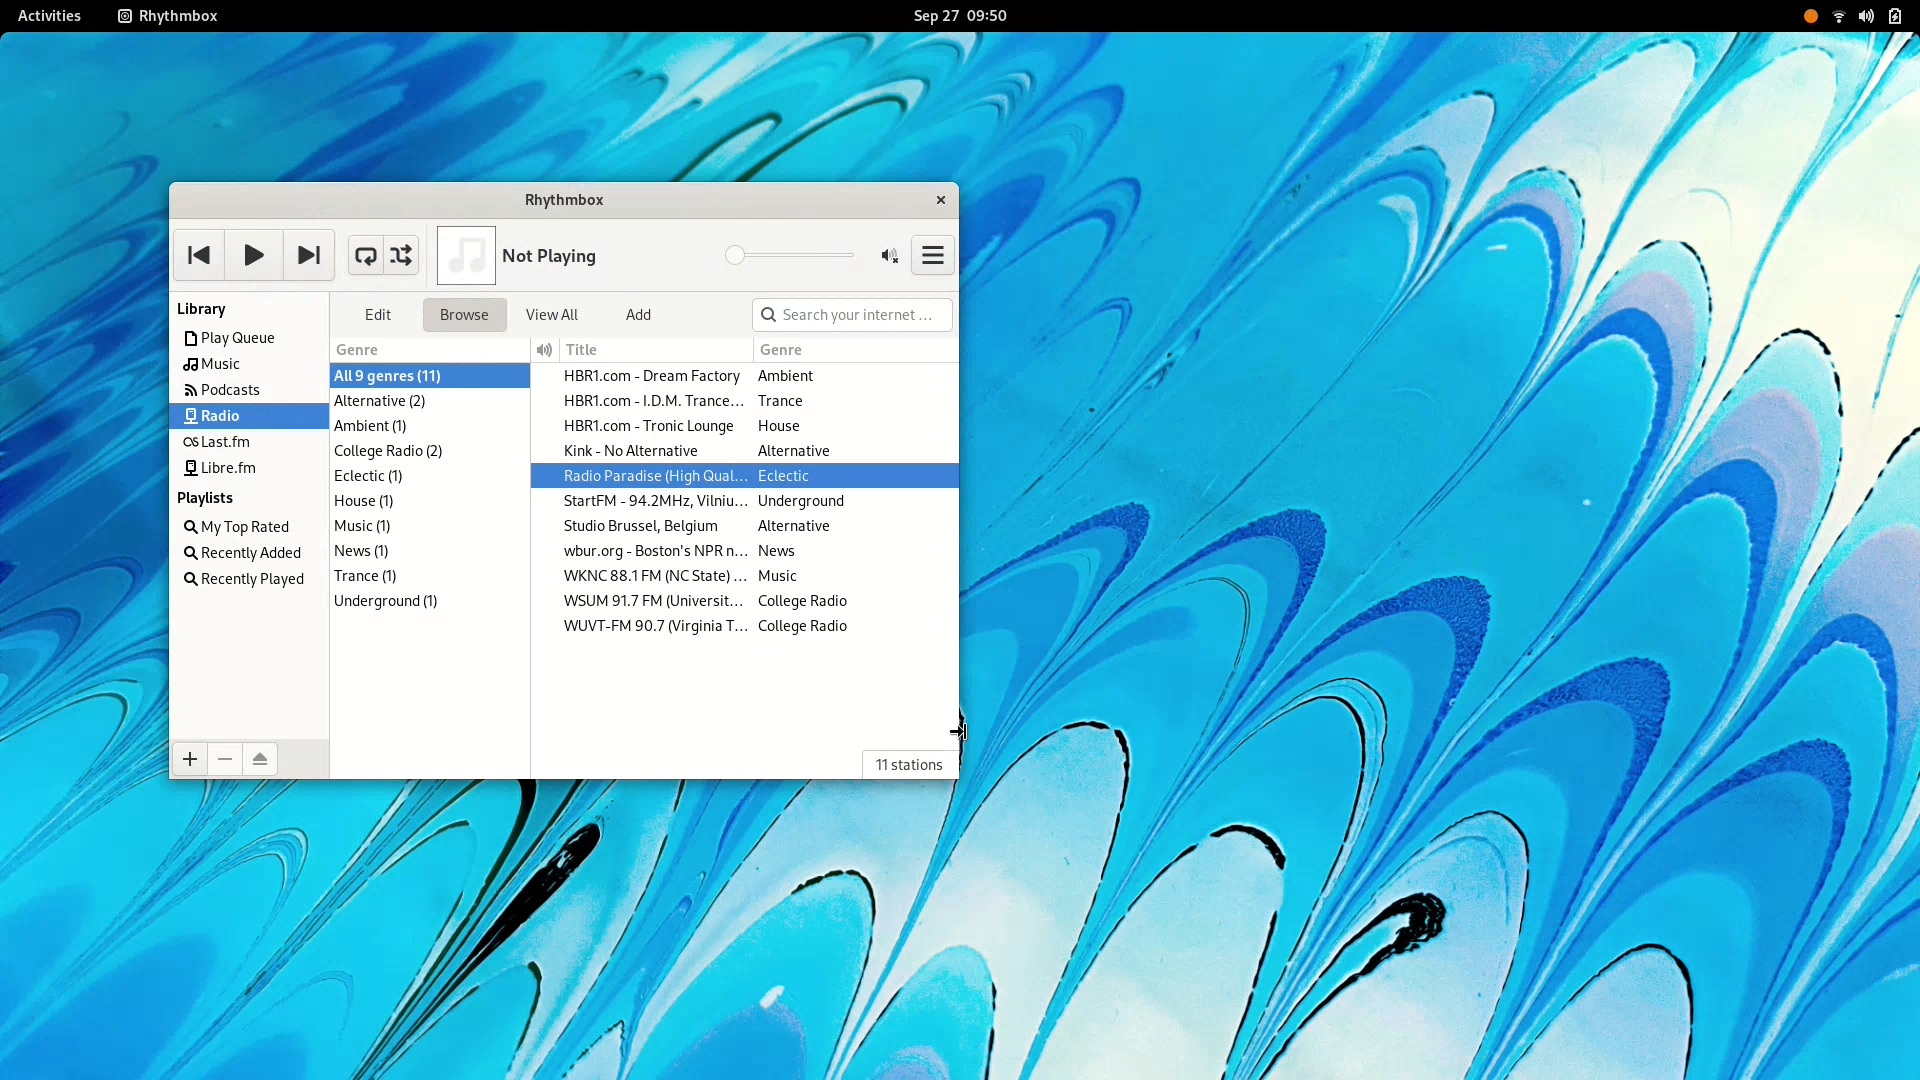 Activities
Rhythmbox
Sep 27 09:50
Rhythmbox
Not Playing
Library
Play Queue
Music
Podcasts
Radio
Last.fm
Libre.fm
Playlists
My Top Rated
Recently Added
Recently Played
Edit
Browse
View All
Add
Search your internet ...
Genre
All 9 genres (11)
Alternative (2)
Ambient (1)
College Radio (2)
Eclectic (1)
House (1)
Music (1)
News (1)
Trance (1)
Underground (1)
Title Genre
HBR1.com - Dream Factory Ambient
HBR1.com - I.D.M. Trance... Trance
HBR1.com - Tronic Lounge House
Kink - No Alternative Alternative
Radio Paradise (High Qual... Eclectic
StartFM - 94.2MHz, Vilniu... Underground
Studio Brussel, Belgium Alternative
wbur.org - Boston's NPR n... News
WKNC 88.1 FM (NC State) ... Music
WSUM 91.7 FM (Universit... College Radio
WUVT-FM 90.7 (Virginia T... College Radio
11 stations